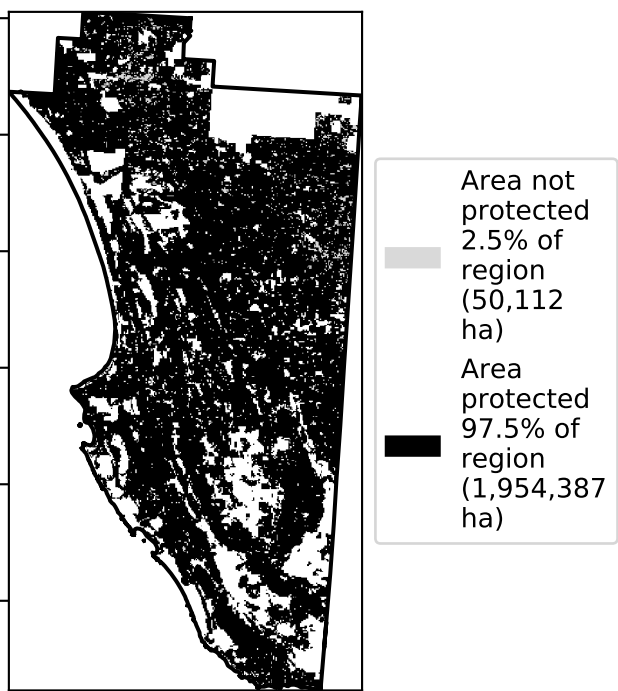 Area not
protected
2.5% of
region
(50,112
ha)
Area
protected
97.5% of
region
(1,954,387
ha)